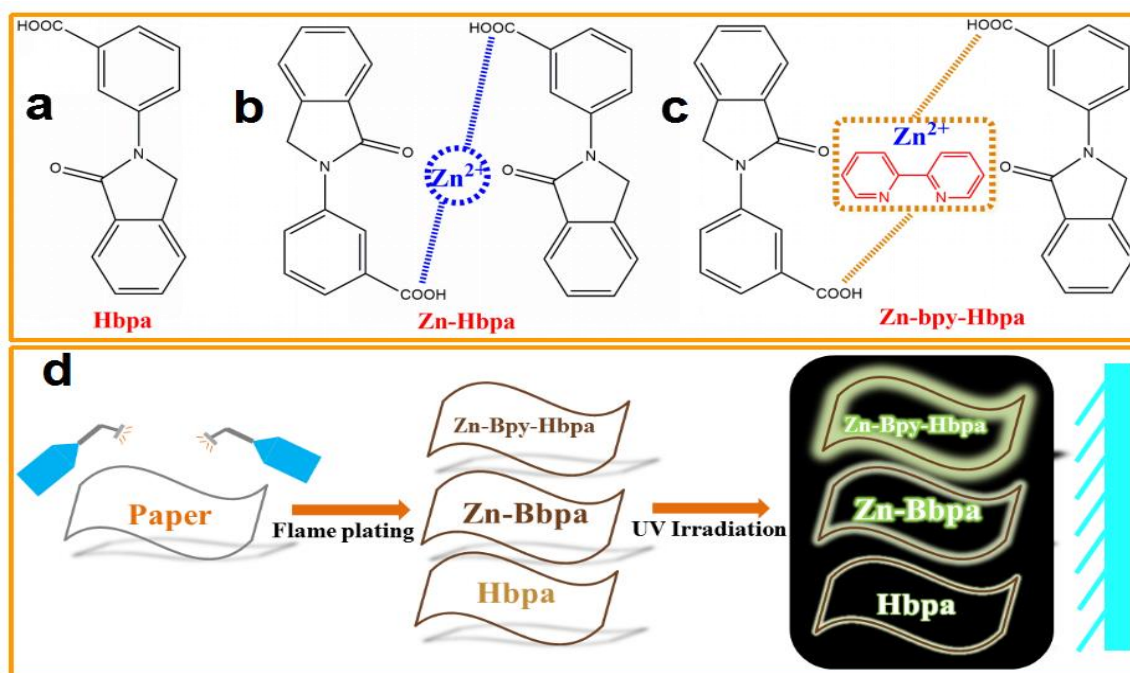 a
HOOC
N
O
Hbpa
b
HOOC
O
N
N
O
Zn²⁺
COOH
Zn-Hbpa
c
HOOC
O
N
N
O
Zn²⁺
N N
COOH
Zn-bpy-Hbpa
d
Paper
Flame plating
Zn-Bpy-Hbpa
Zn-Bbpa
Hbpa
UV Irradiation
Zn-Bpy-Hbpa
Zn-Bbpa
Hbpa